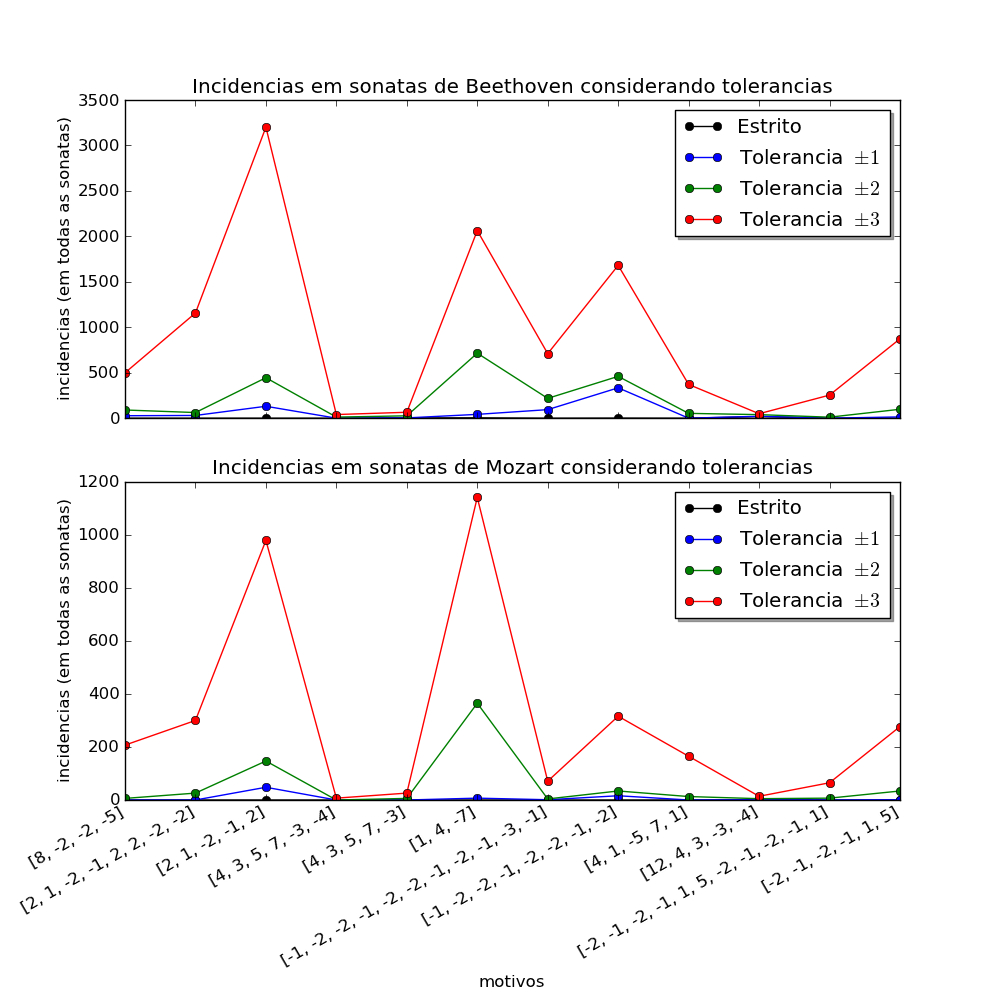 Incidencias em sonatas de Beethoven considerando tolerancias
incidencias (em todas as sonatas)
3500
3000
2500
2000
1500
1000
500
0
Estrito
Tolerancia ±1
Tolerancia ±2
Tolerancia ±3
Incidencias em sonatas de Mozart considerando tolerancias
incidencias (em todas as sonatas)
1200
1000
800
600
400
200
0
Estrito
Tolerancia ±1
Tolerancia ±2
Tolerancia ±3
[8, -2, -2, -5]
[2, 1, -2, -1, 2, 2, -2, -2]
[2, 1, -2, -1, 2]
[4, 3, 5, 7, -3, -4]
[4, 3, 5, 7, -3]
[1, 4, -7]
[-1, -2, -2, -1, -2, -2, -1, -2, -1, -3, -1]
[-1, -2, -2, -1, -2, -2, -1, -2]
[4, 1, -5, 7, 1]
[12, 4, 3, -3, -4]
[-2, -1, -2, -1, 1, 5, -2, -1, -2, -1, 1]
[-2, -1, -2, -1, 1, 5]
motivos